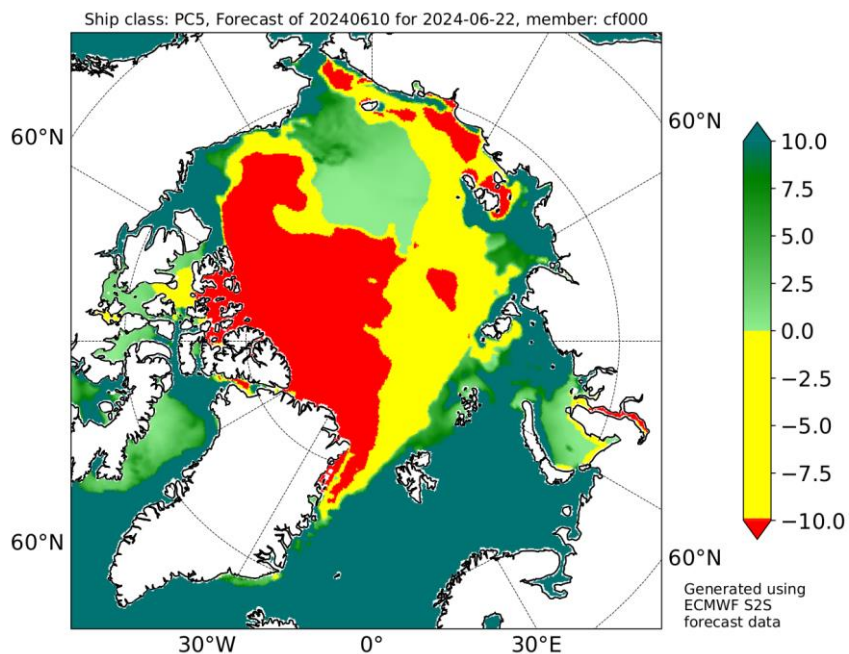 Ship class: PC5, Forecast of 20240610 for 2024-06-22, member: cf000
60°N
60°N
10.0
7.5
5.0
2.5
0.0
−2.5
−5.0
−7.5
−10.0
60°N
60°N
30°W
0°
30°E
Generated using
ECMWF S2S
forecast data